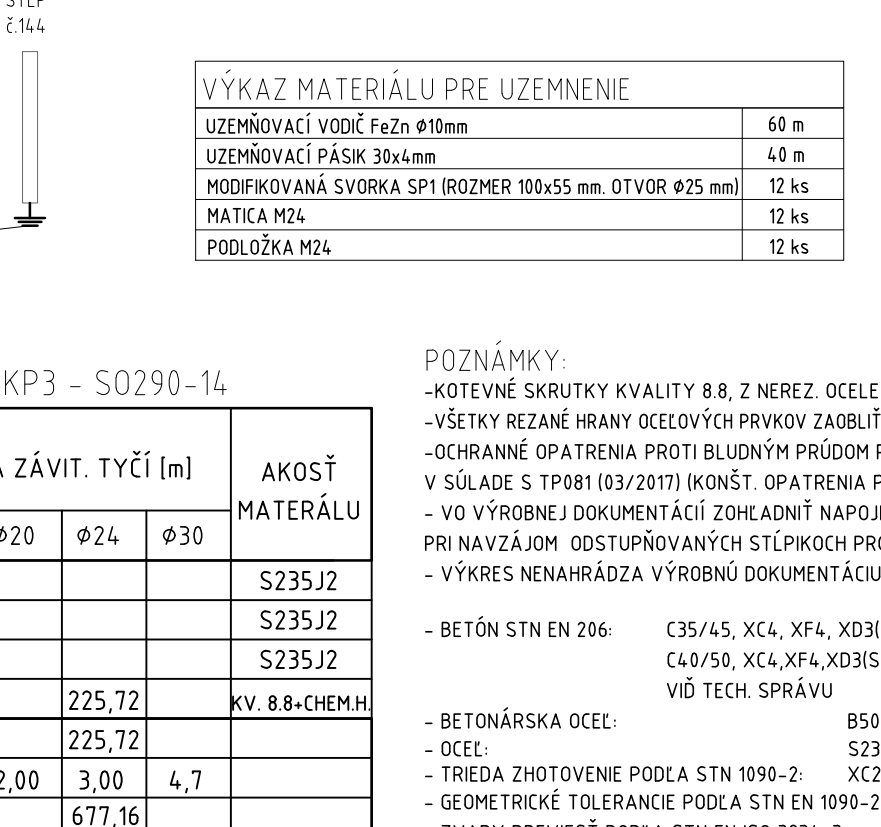 č.144
VÝKAZ MATERIÁLU PRE UZEMNENIE
UZEMŇOVACÍ VODIČ FeZn Ø10mm 60 m
UZEMŇOVACÍ PÁSIK 30x4mm 40 m
MODIFIKOVANÁ SVORKA SP1 (ROZMER 100x55 mm. OTVOR Ø25 mm) 12 ks
MATICA M24 12 ks
PODLOŽKA M24 12 ks
KP3 - SO290-14
ZÁVIT. TYČÍ [m] AKOSŤ
MATERÁLU
Ø20 Ø24 Ø30
S235J2
S235J2
S235J2
225,72 KV. 8.8+CHEM.H.
225,72
2,00 3,00 4,7
677,16
POZNÁMKY:
-KOTEVNÉ SKRUTKY KVALITY 8.8, Z NEREZ. OCELE
-VŠETKY REZANÉ HRANY OCEĽOVÝCH PRVKOV ZAOBLIŤ
-OCHRANNÉ OPATRENIA PROTI BLUDNÝM PRÚDOM
V SÚLADE S TP081 (03/2017) (KONŠT. OPATRENIA
- VO VÝROBNEJ DOKUMENTÁCIÍ ZOHĽADNIŤ NAPOJ
PRI NAVZÁJOM ODSTUPŇOVANÝCH STĹPIKOCH
- VÝKRES NENAHRÁDZA VÝROBNÚ DOKUMENTÁCIU
- BETÓN STN EN 206: C35/45, XC4, XF4, XD3(
C40/50, XC4,XF4,XD3(S
VIĎ TECH. SPRÁVU
- BETONÁRSKA OCEĽ: B50
- OCEĽ: S23
- TRIEDA ZHOTOVENIE PODĽA STN 1090-2: XC2
- GEOMETRICKÉ TOLERANCIE PODĽA STN EN 1090-2